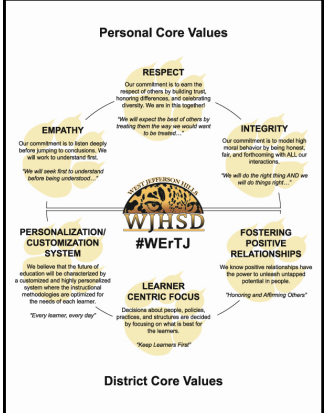 Personal Core Values
RESPECT
Our commitment is to earn the
respect of others by building trust,
honoring differences, and celebrating
diversity. We are in this together!
"We will expect the best of others by
treating them the way we would want
to be treated…"
EMPATHY
Our commitment is to listen deeply
before jumping to conclusions. We
will work to understand first.
"We will seek first to understand
before being understood…"
INTEGRITY
Our commitment is to model high
moral behavior by being honest,
fair, and forthcoming with ALL our
interactions.
"We will do the right thing AND we
will do things right…"
WEST JEFFERSON HILLS
WJHSD
#WErTJ
PERSONALIZATION/
CUSTOMIZATION
SYSTEM
We believe that the future of
education will be characterized by
a customized and highly personalized
system where the instructional
methodologies are optimized for
the needs of each learner.
"Every learner, every day"
LEARNER
CENTRIC FOCUS
Decisions about people, policies,
practices, and structures are decided
by focusing on what is best for
the learners.
"Keep Learners First"
FOSTERING
POSITIVE
RELATIONSHIPS
We know positive relationships have
the power to unleash untapped
potential in people.
"Honoring and Affirming Others"
District Core Values